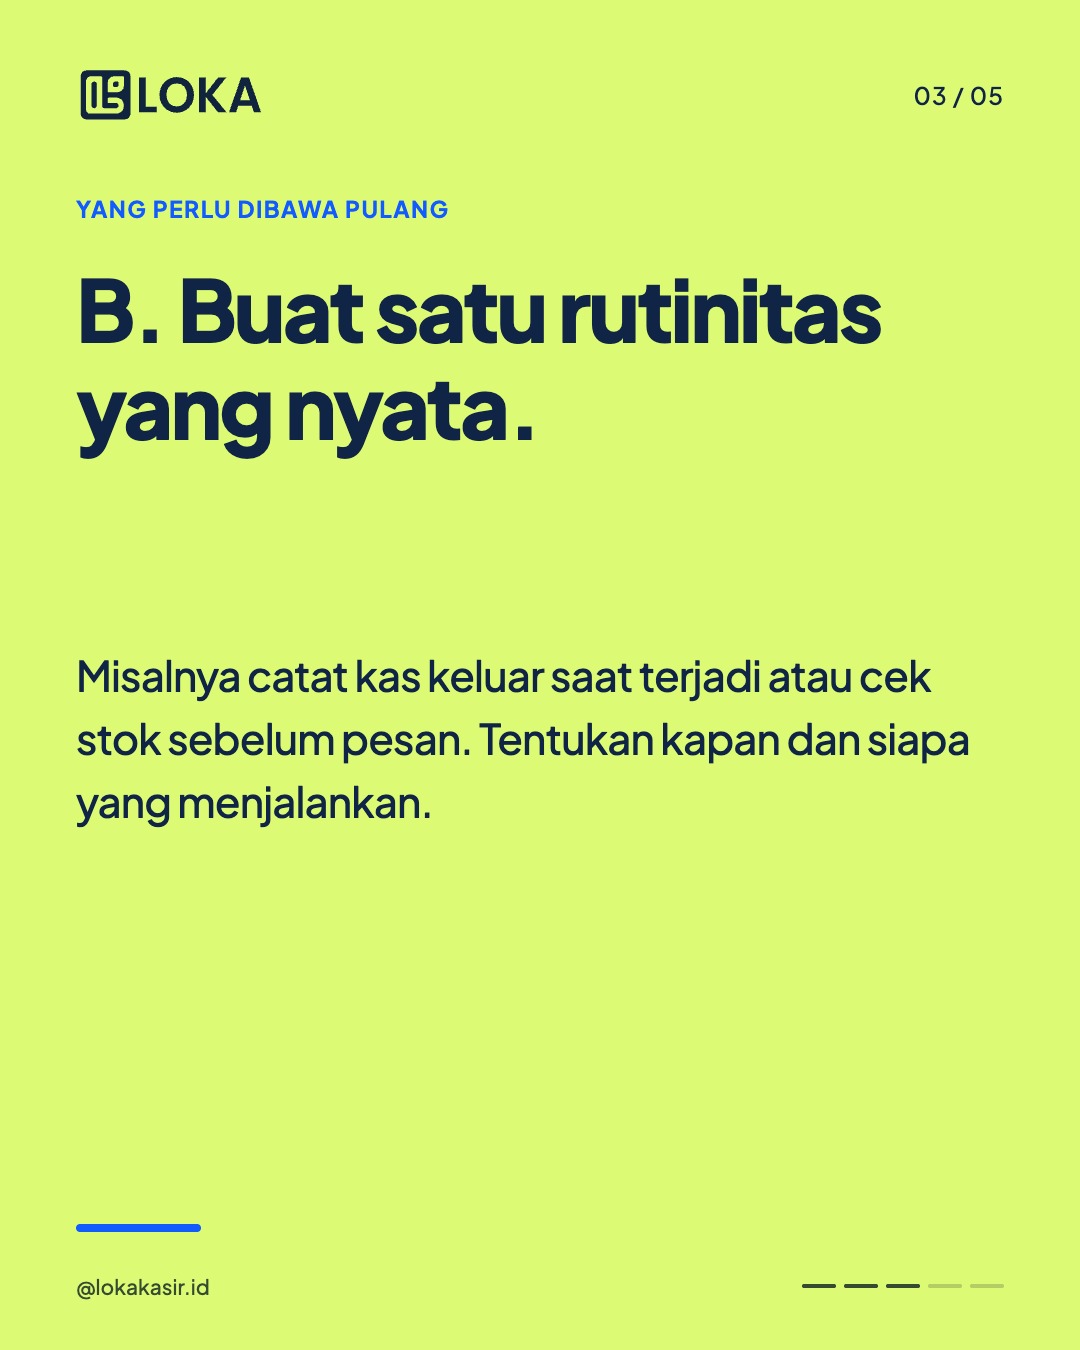 LOKA
03 / 05
YANG PERLU DIBAWA PULANG
B. Buat satu rutinitas
yang nyata.
Misalnya catat kas keluar saat terjadi atau cek
stok sebelum pesan. Tentukan kapan dan siapa
yang menjalankan.
@lokakasir.id